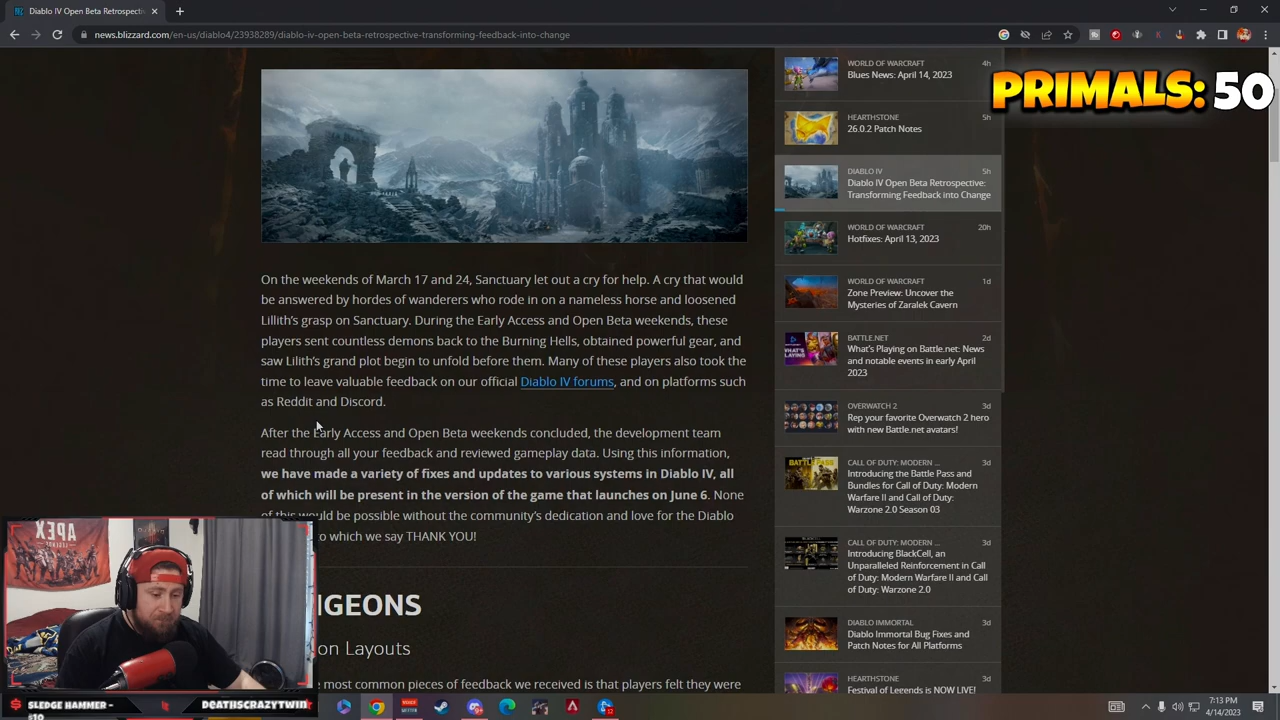 Diablo IV Open Beta Retrospectiv
news.blizzard.com/en-us/diablo4/23938289/diablo-iv-open-beta-retrospective-transforming-feedback-into-change
PRIMALS: 50
WORLD OF WARCRAFT 4h
Blues News: April 14, 2023
HEARTHSTONE 5h
26.0.2 Patch Notes
DIABLO IV 5h
Diablo IV Open Beta Retrospective:
Transforming Feedback into Change
WORLD OF WARCRAFT 20h
Hotfixes: April 13, 2023
WORLD OF WARCRAFT 1d
Zone Preview: Uncover the
Mysteries of Zaralek Cavern
BATTLE.NET 2d
What's Playing on Battle.net: News
and notable events in early April
2023
OVERWATCH 2 3d
Rep your favorite Overwatch 2 hero
with new Battle.net avatars!
CALL OF DUTY: MODERN ... 3d
Introducing the Battle Pass and
Bundles for Call of Duty: Modern
Warfare II and Call of Duty:
Warzone 2.0 Season 03
CALL OF DUTY: MODERN ... 3d
Introducing BlackCell, an
Unparalleled Reinforcement in Call
of Duty: Modern Warfare II and Call
of Duty: Warzone 2.0
DIABLO IMMORTAL 3d
Diablo Immortal Bug Fixes and
Patch Notes for All Platforms
HEARTHSTONE 3d
Festival of Legends is NOW LIVE!
On the weekends of March 17 and 24, Sanctuary let out a cry for help. A cry that would
be answered by hordes of wanderers who rode in on a nameless horse and loosened
Lillith's grasp on Sanctuary. During the Early Access and Open Beta weekends, these
players sent countless demons back to the Burning Hells, obtained powerful gear, and
saw Lilith's grand plot begin to unfold before them. Many of these players also took the
time to leave valuable feedback on our official Diablo IV forums, and on platforms such
as Reddit and Discord.
After the Early Access and Open Beta weekends concluded, the development team
read through all your feedback and reviewed gameplay data. Using this information,
we have made a variety of fixes and updates to various systems in Diablo IV, all
of which will be present in the version of the game that launches on June 6. None
of this would be possible without the community's dedication and love for the Diablo
to which we say THANK YOU!
IGEONS
on Layouts
most common pieces of feedback we received is that players felt they
APEX
SLEDGE HAMMER -
$10
DEATHSCRAZYTWIN
7:13 PM
4/14/2023